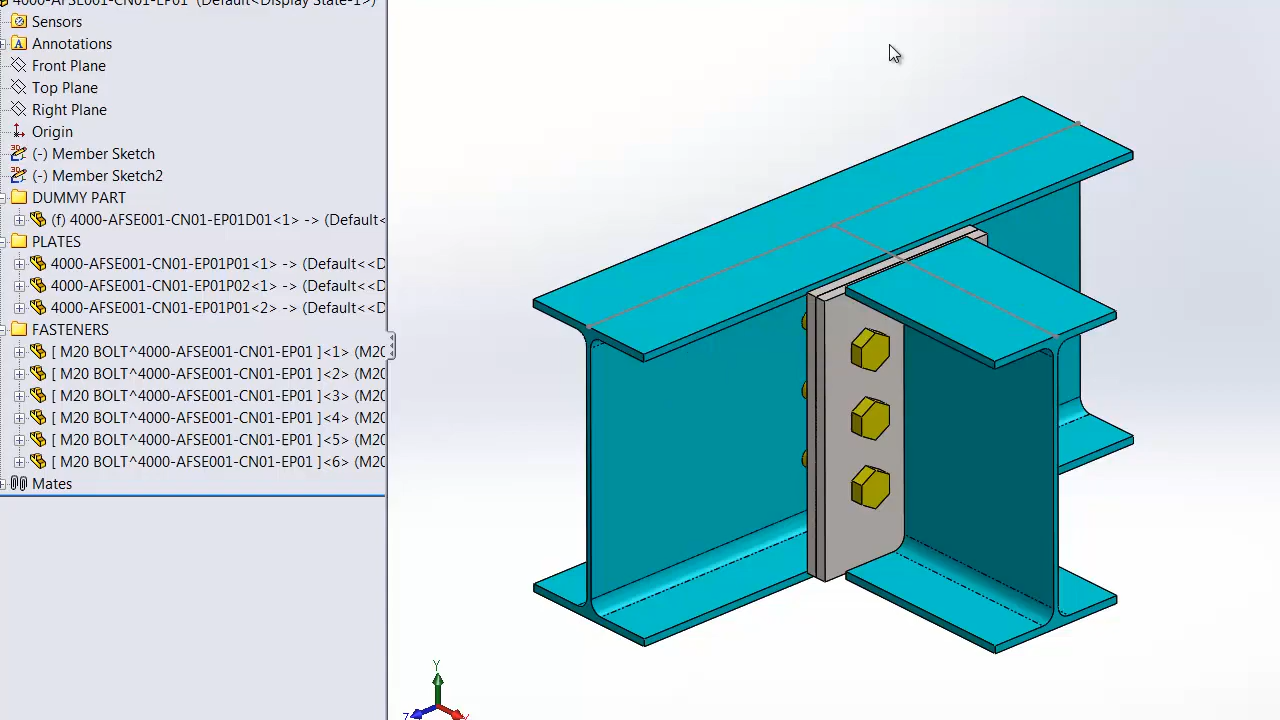 4000-AFSE001-CN01-EP01 (Default<Display State-1>)
Sensors
A Annotations
Front Plane
Top Plane
Right Plane
Origin
3D (-) Member Sketch
3D (-) Member Sketch2
DUMMY PART
(f) 4000-AFSE001-CN01-EP01D01<1> -> (Default<
PLATES
4000-AFSE001-CN01-EP01P01<1> -> (Default<<D
4000-AFSE001-CN01-EP01P02<1> -> (Default<<D
4000-AFSE001-CN01-EP01P01<2> -> (Default<<D
FASTENERS
[ M20 BOLT^4000-AFSE001-CN01-EP01 ]<1> (M20
[ M20 BOLT^4000-AFSE001-CN01-EP01 ]<2> (M20
[ M20 BOLT^4000-AFSE001-CN01-EP01 ]<3> (M20
[ M20 BOLT^4000-AFSE001-CN01-EP01 ]<4> (M20
[ M20 BOLT^4000-AFSE001-CN01-EP01 ]<5> (M20
[ M20 BOLT^4000-AFSE001-CN01-EP01 ]<6> (M20
Mates
Y
Z